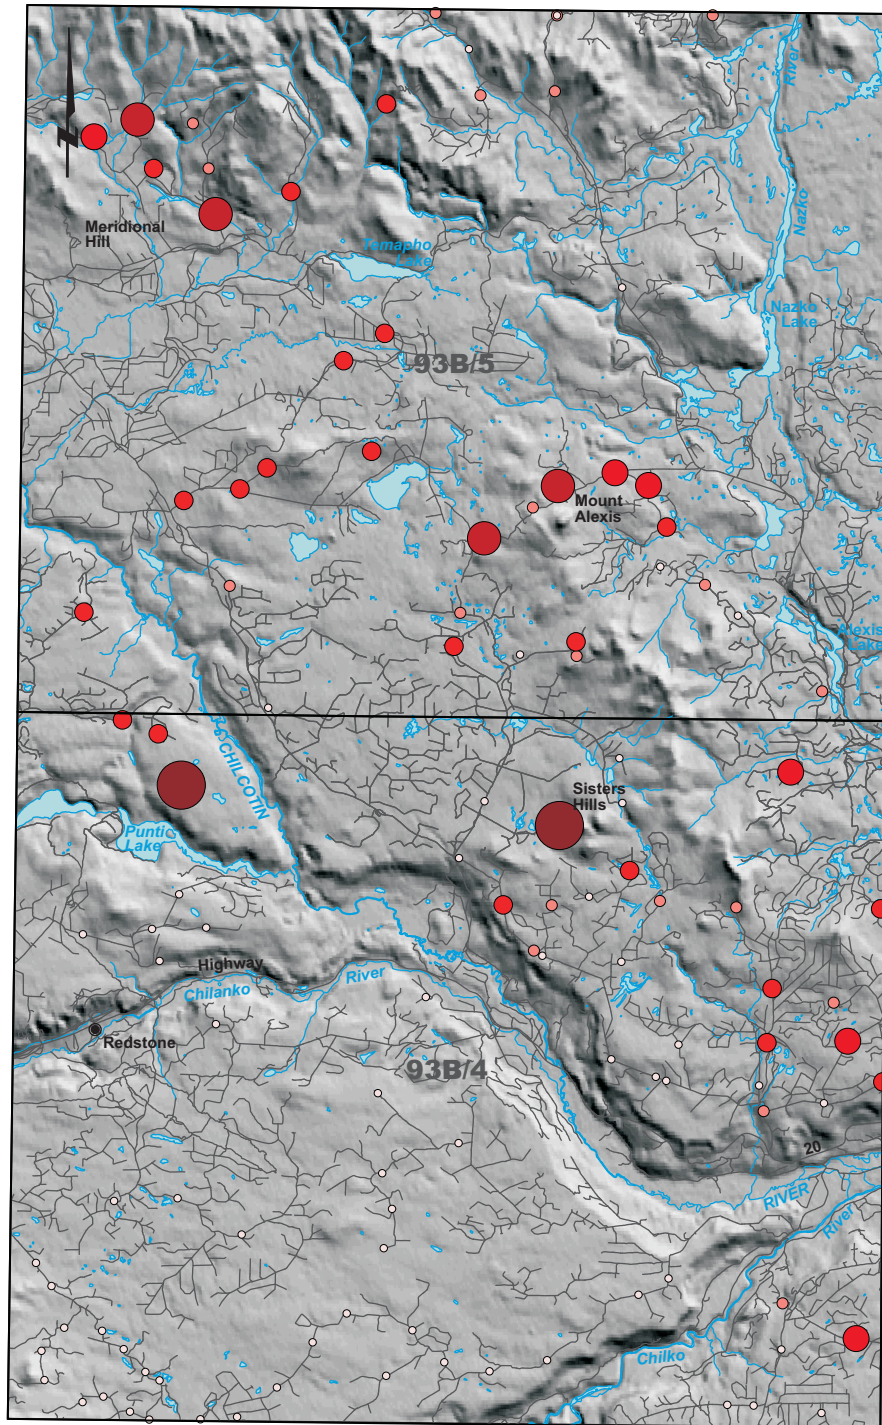 River
Nazko
Meridional
Hill
Temapho
Lake
Nazko
Lake
93B/5
Mount
Alexis
Alexis
Lake
CHILCOTIN
Sisters
Hills
Puntic
Lake
Highway
River
Chilanko
Redstone
93B/4
20
RIVER
River
Chilko